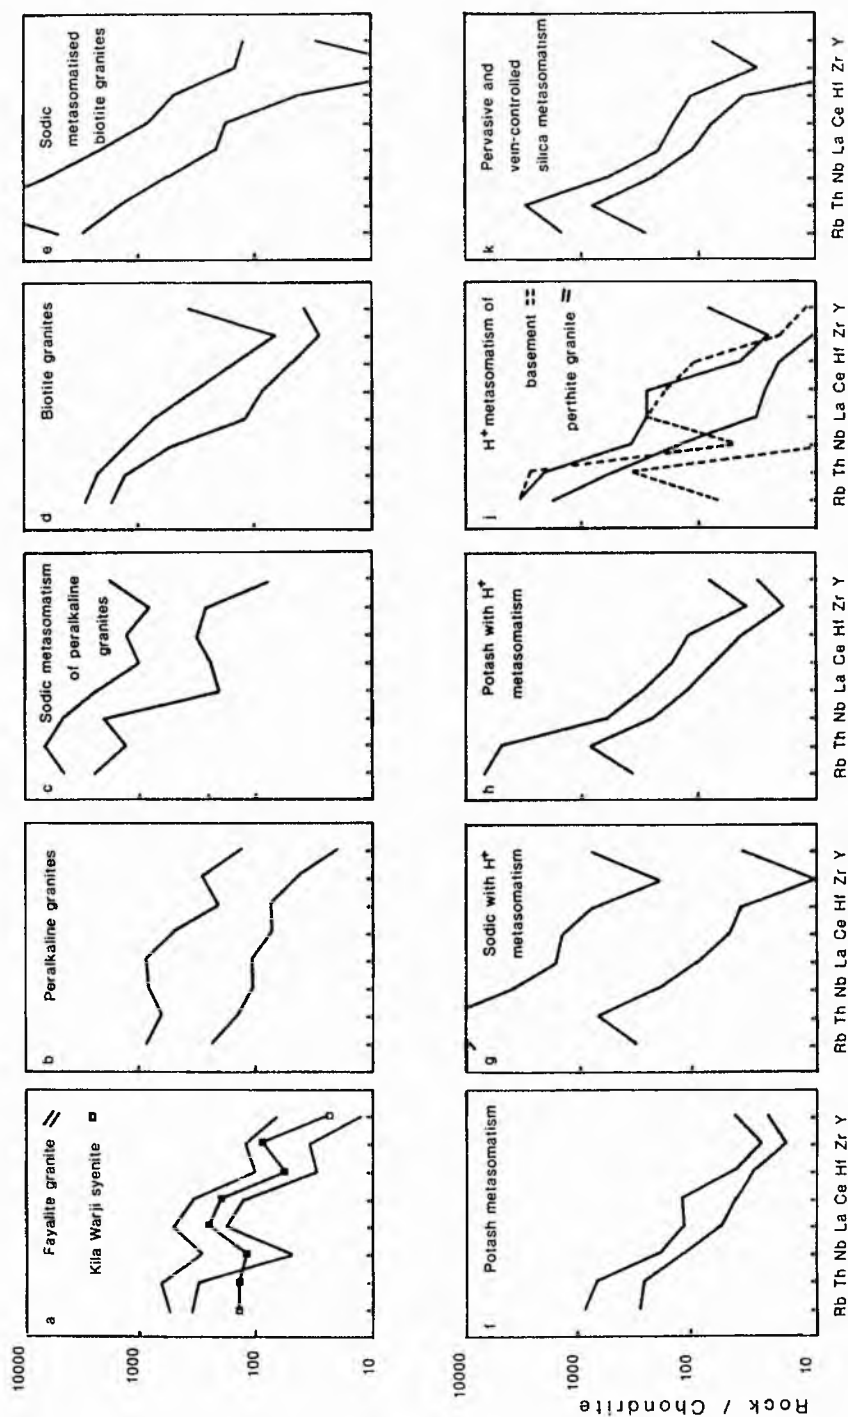 10000
1000
100
10
a
Fayalite granite
Kila Warji syenite
b
Peralkaline granites
c
Sodic metasomatism
of peralkaline
granites
d
Biotite granites
e
Sodic
metasomatised
biotite granites
Rock / Chondrite
10000
1000
100
10
f
Potash metasomatism
Rb Th Nb La Ce Hf Zr Y
g
Sodic with H+
metasomatism
Rb Th Nb La Ce Hf Zr Y
h
Potash with H+
metasomatism
Rb Th Nb La Ce Hf Zr Y
j
H+ metasomatism of
basement
perthite granite
Rb Th Nb La Ce Hf Zr Y
k
Pervasive and
vein-controlled
silica metasomatism
Rb Th Nb La Ce Hf Zr Y